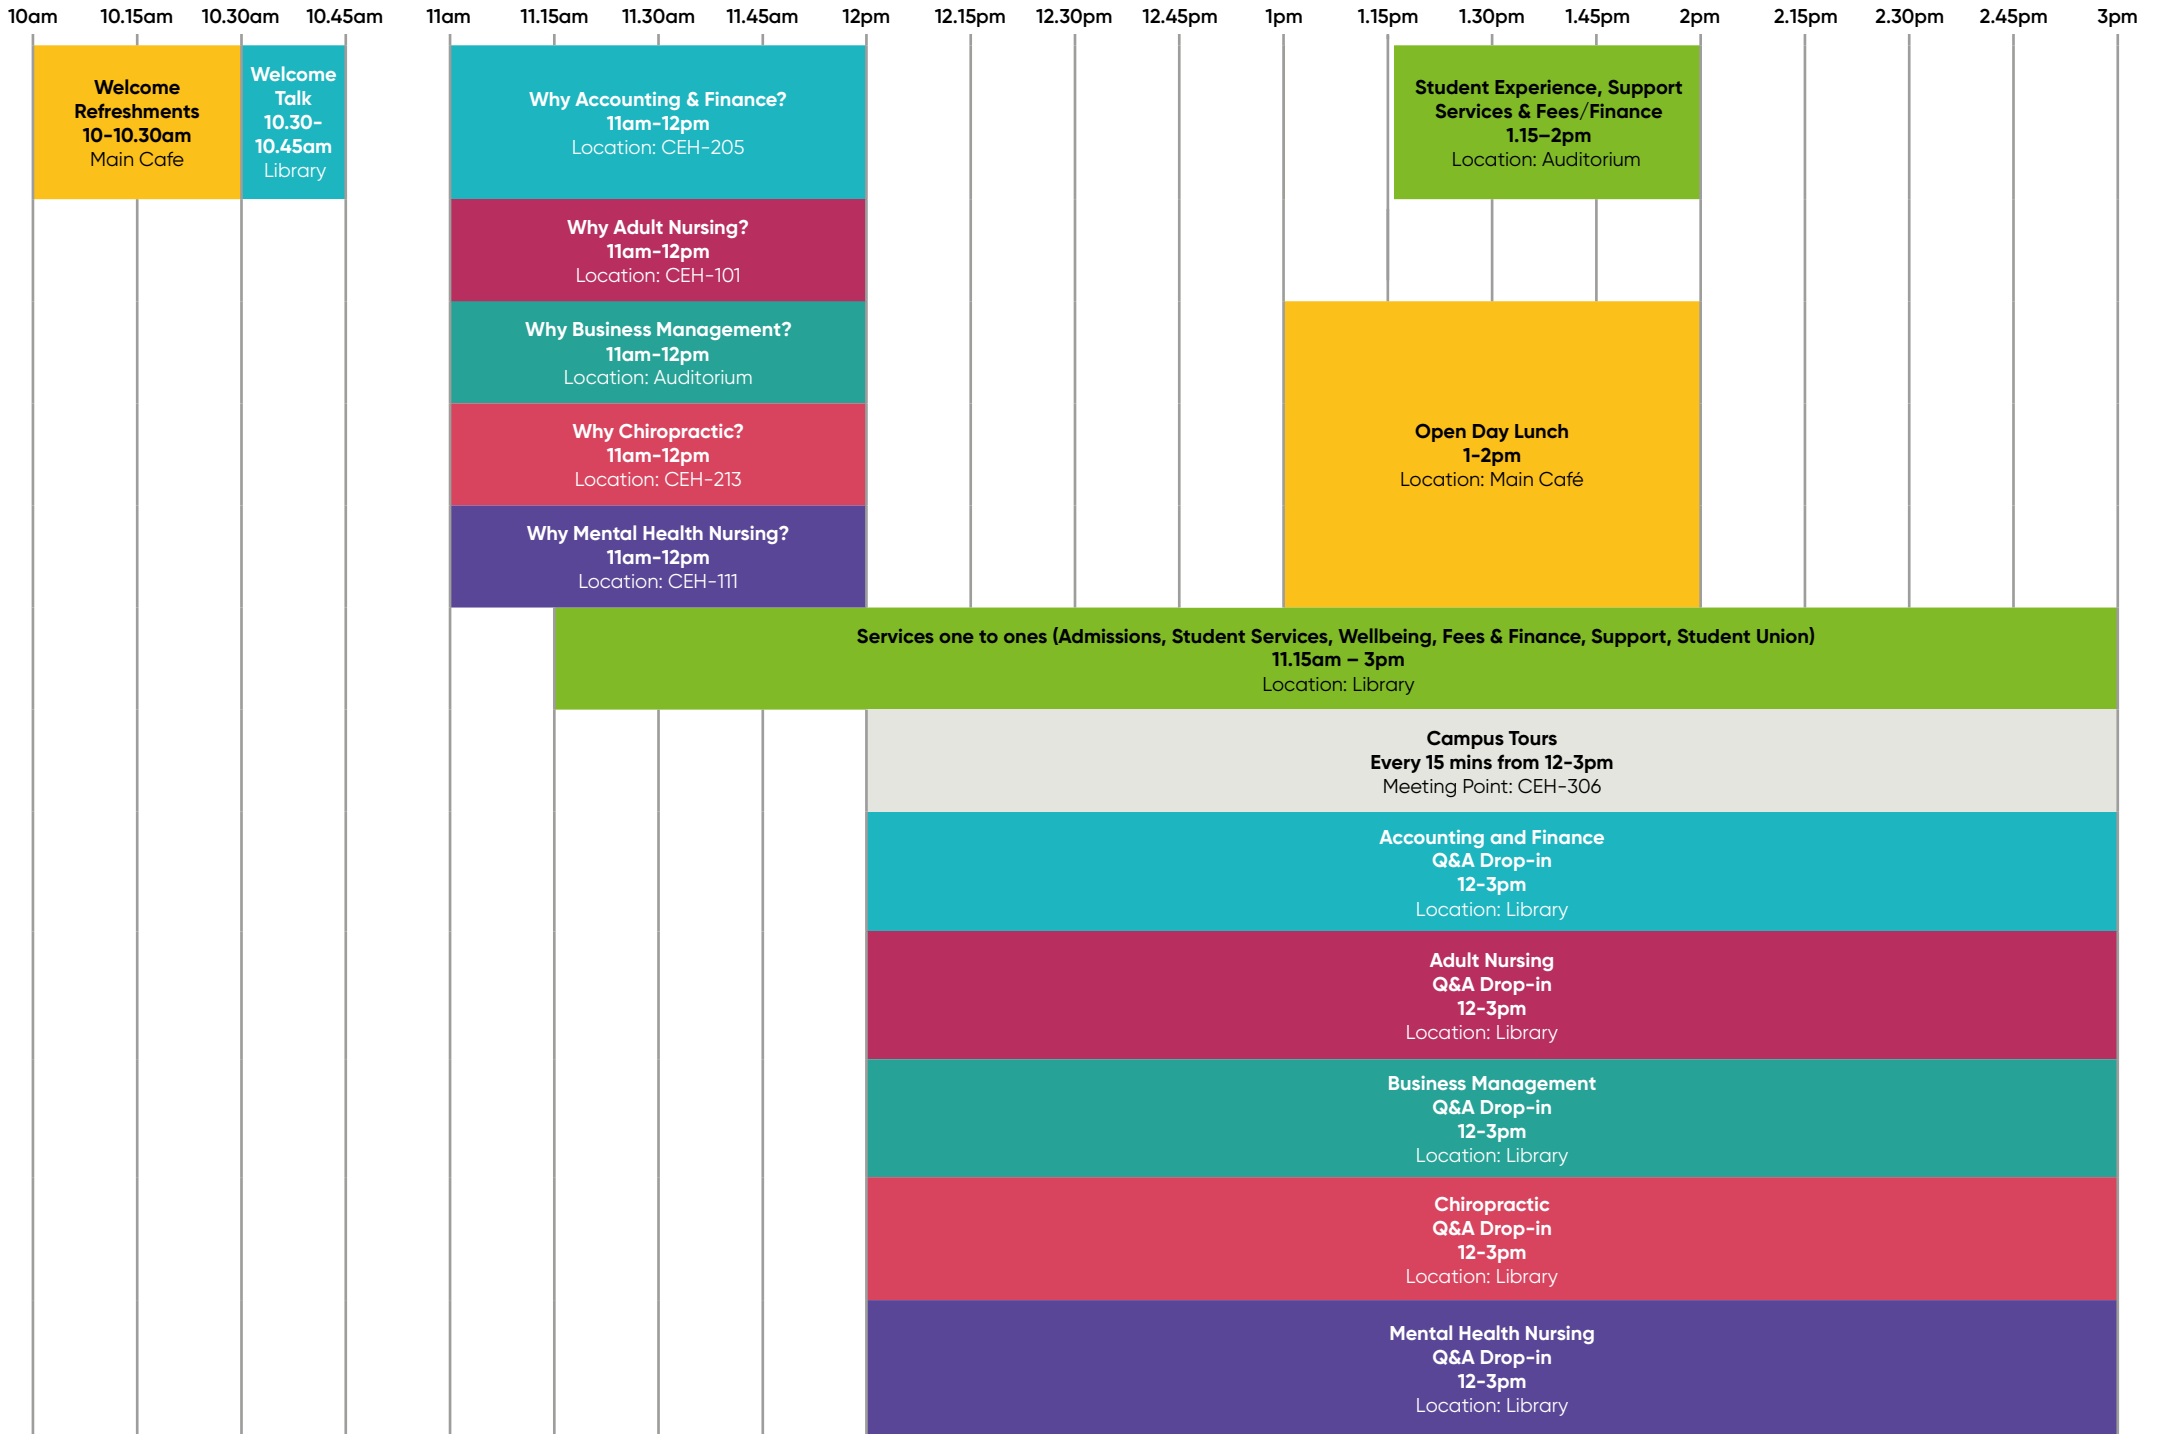 10am 10.15am 10.30am 10.45am 11am 11.15am 11.30am 11.45am 12pm 12.15pm 12.30pm 12.45pm 1pm 1.15pm 1.30pm 1.45pm 2pm 2.15pm 2.30pm 2.45pm 3pm
Welcome
Refreshments
10-10.30am
Main Cafe
Welcome
Talk
10.30-
10.45am
Library
Why Accounting & Finance?
11am-12pm
Location: CEH-205
Student Experience, Support
Services & Fees/Finance
1.15–2pm
Location: Auditorium
Why Adult Nursing?
11am-12pm
Location: CEH-101
Why Business Management?
11am-12pm
Location: Auditorium
Why Chiropractic?
11am-12pm
Location: CEH-213
Why Mental Health Nursing?
11am-12pm
Location: CEH-111
Open Day Lunch
1-2pm
Location: Main Café
Services one to ones (Admissions, Student Services, Wellbeing, Fees & Finance, Support, Student Union)
11.15am – 3pm
Location: Library
Campus Tours
Every 15 mins from 12-3pm
Meeting Point: CEH-306
Accounting and Finance
Q&A Drop-in
12-3pm
Location: Library
Adult Nursing
Q&A Drop-in
12-3pm
Location: Library
Business Management
Q&A Drop-in
12-3pm
Location: Library
Chiropractic
Q&A Drop-in
12-3pm
Location: Library
Mental Health Nursing
Q&A Drop-in
12-3pm
Location: Library